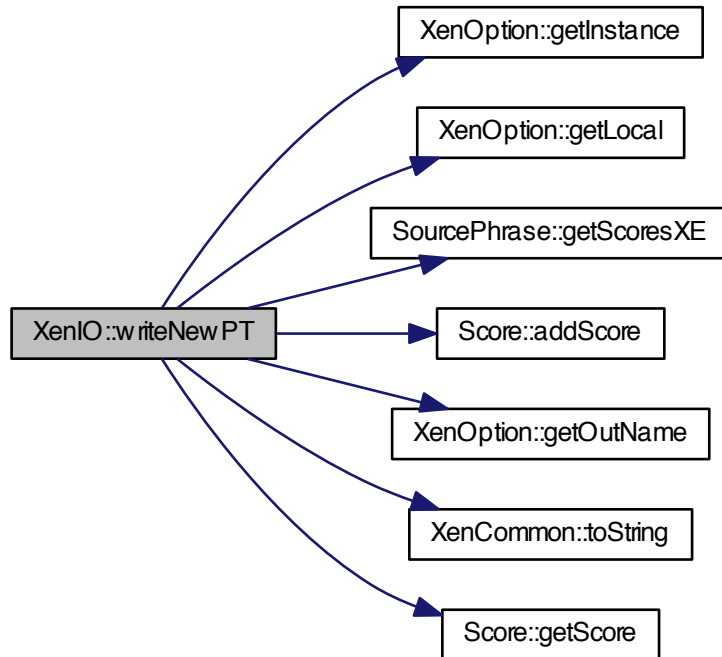 XenOption::getInstance
XenOption::getLocal
SourcePhrase::getScoresXE
XenIO::writeNewPT
Score::addScore
XenOption::getOutName
XenCommon::toString
Score::getScore